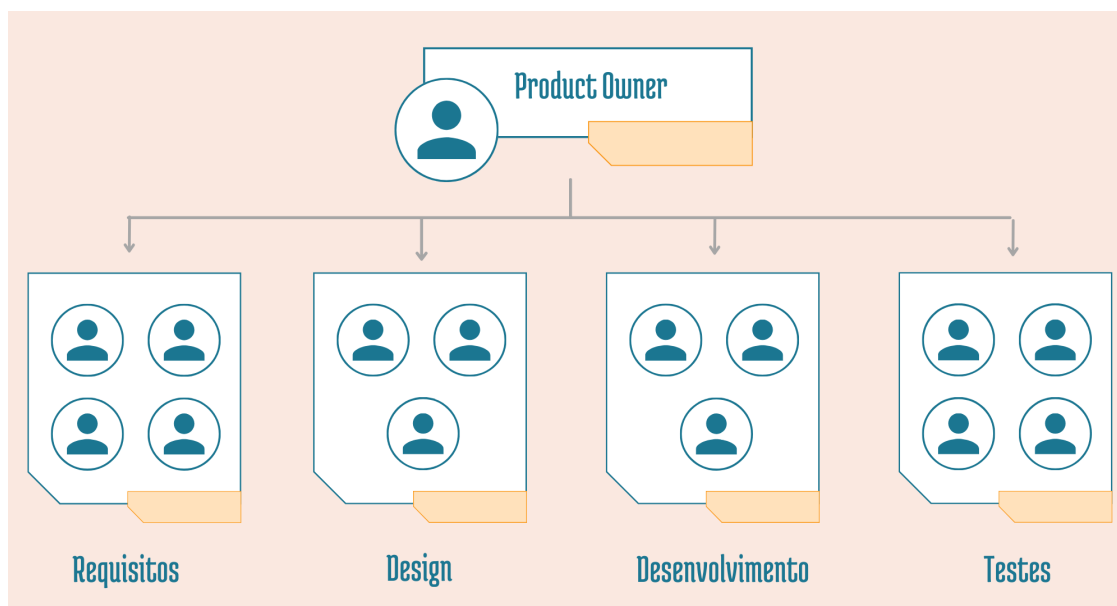 Product Owner
Requisitos
Design
Desenvolvimento
Testes